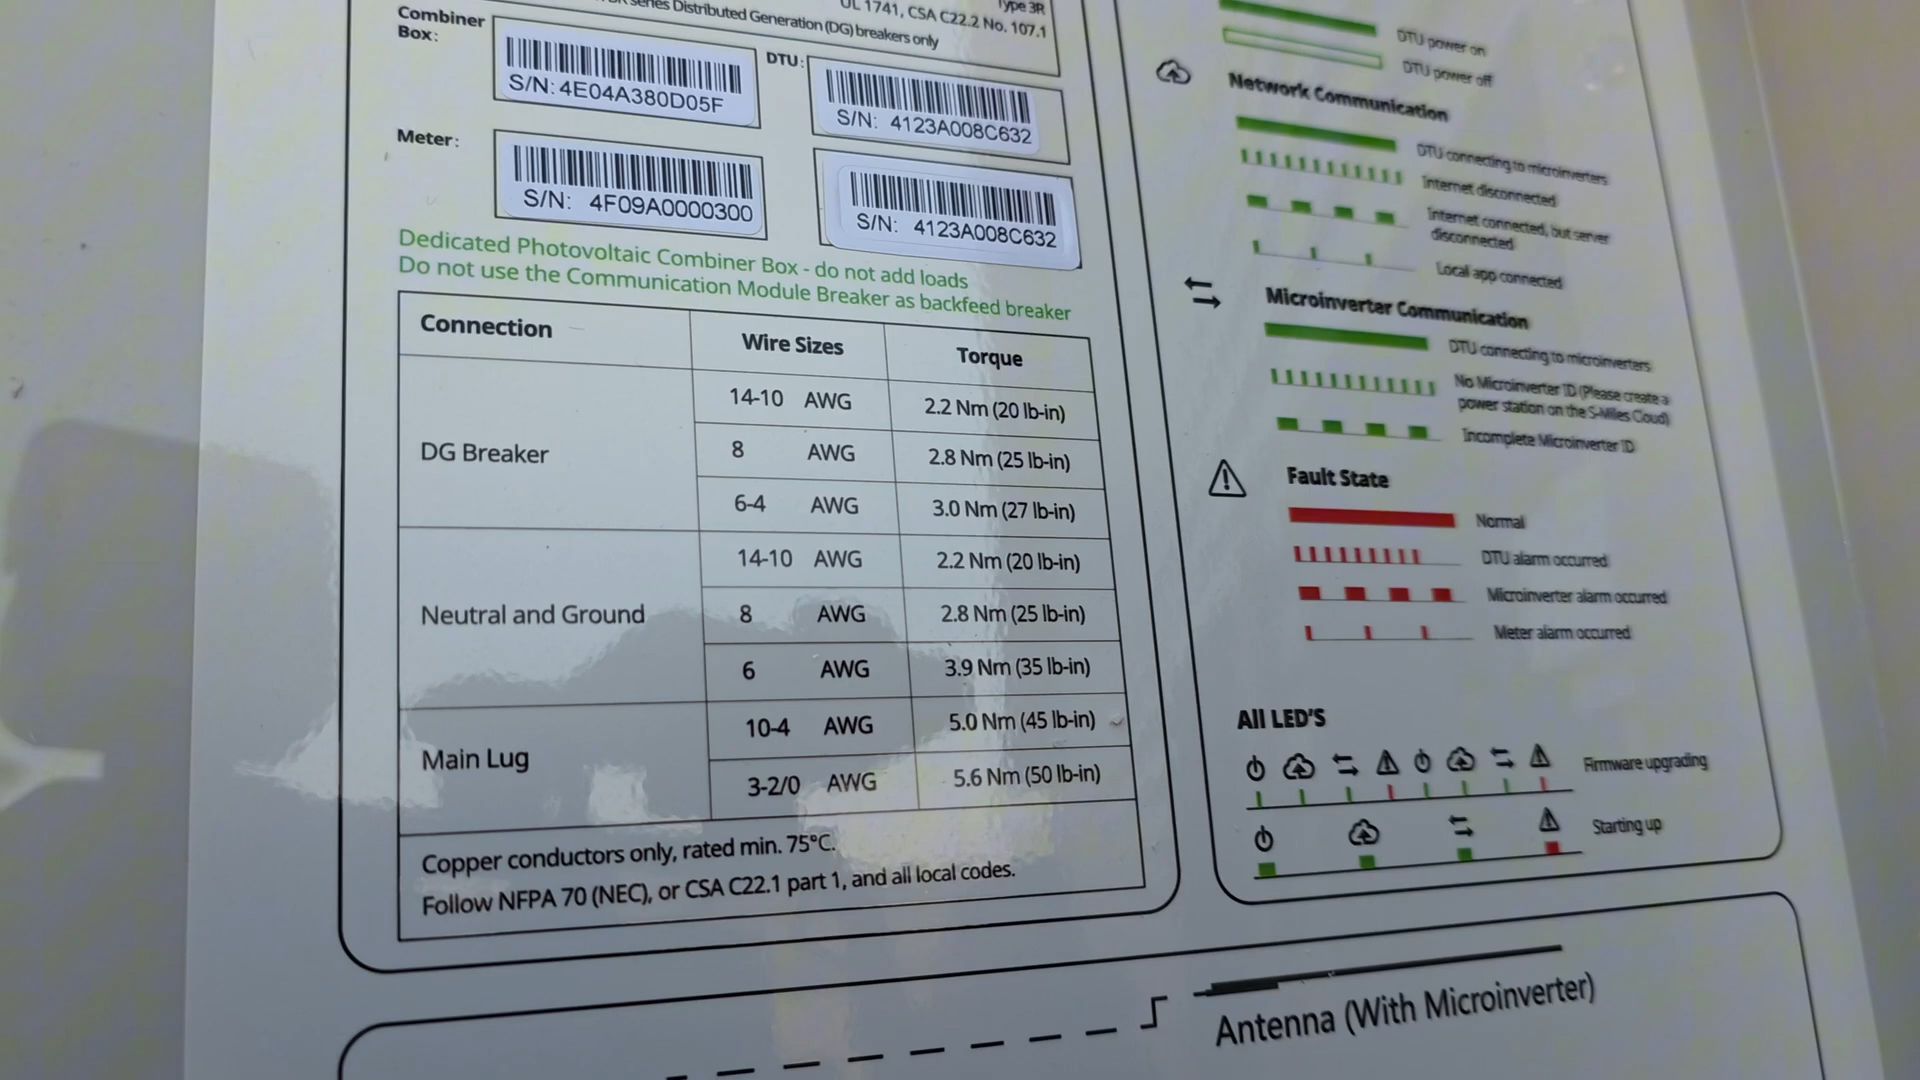 Type 3R
UL 1741, CSA C22.2 No. 107.1
series Distributed Generation (DG) breakers only
Combiner
Box:
S/N: 4E04A380D05F
DTU:
S/N: 4123A008C632
Meter:
S/N: 4F09A0000300
S/N: 4123A008C632
Dedicated Photovoltaic Combiner Box - do not add loads
Do not use the Communication Module Breaker as backfeed breaker
Connection Wire Sizes Torque
DG Breaker
14-10 AWG 2.2 Nm (20 lb-in)
8 AWG 2.8 Nm (25 lb-in)
6-4 AWG 3.0 Nm (27 lb-in)
Neutral and Ground
14-10 AWG 2.2 Nm (20 lb-in)
8 AWG 2.8 Nm (25 lb-in)
6 AWG 3.9 Nm (35 lb-in)
Main Lug
10-4 AWG 5.0 Nm (45 lb-in)
3-2/0 AWG 5.6 Nm (50 lb-in)
Copper conductors only, rated min. 75°C.
Follow NFPA 70 (NEC), or CSA C22.1 part 1, and all local codes.
DTU power on
DTU power off
Network Communication
DTU connecting to microinverters
Internet disconnected
Internet connected, but server
disconnected
Local app connected
Microinverter Communication
DTU connecting to microinverters
No Microinverter ID (Please create a
power station on the S-Miles Cloud)
Incomplete Microinverter ID
Fault State
Normal
DTU alarm occurred
Microinverter alarm occurred
Meter alarm occurred
All LED'S
Firmware upgrading
Starting up
Antenna (With Microinverter)